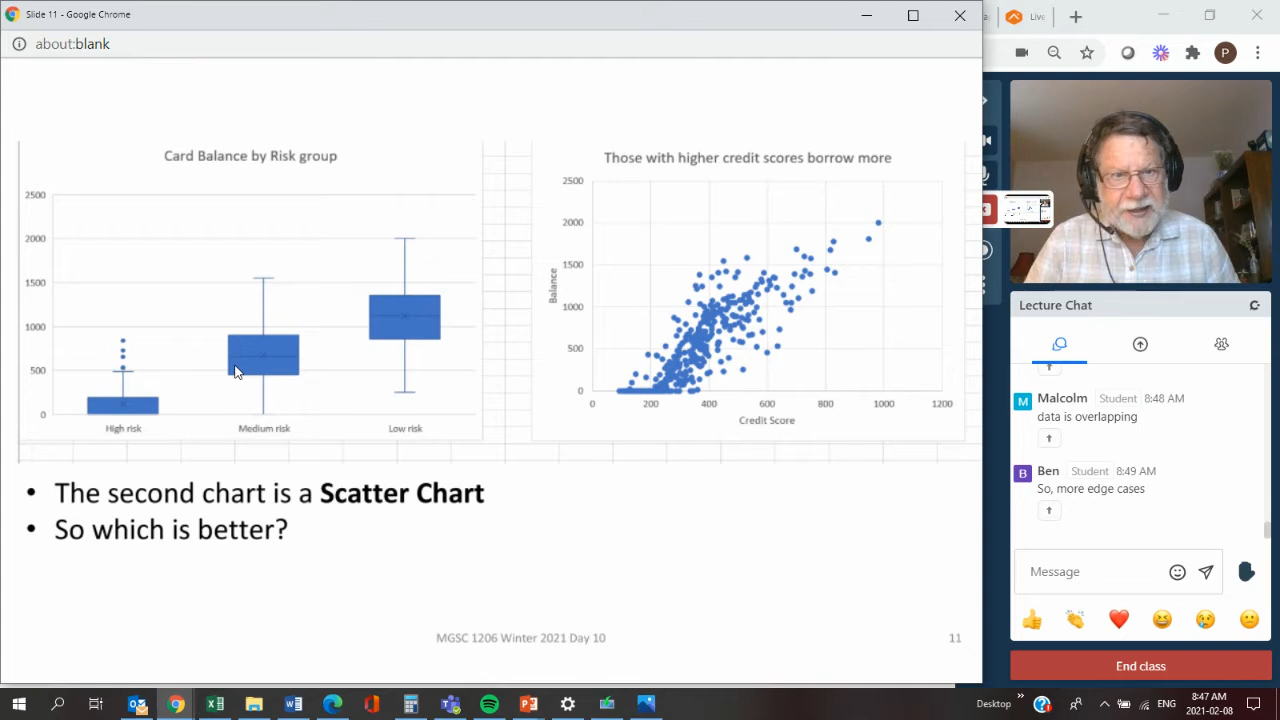 Slide 11 - Google Chrome
Live
about:blank
P
Card Balance by Risk group
2500
2000
1500
1000
500
0
High risk
Medium risk
Low risk
Those with higher credit scores borrow more
2500
2000
1500
1000
500
0
Balance
0
200
400
600
800
1000
1200
Credit Score
• The second chart is a Scatter Chart
• So which is better?
MGSC 1206 Winter 2021 Day 10
11
Lecture Chat
M
Malcolm Student 8:48 AM
data is overlapping
B
Ben Student 8:49 AM
So, more edge cases
Message
End class
Desktop
ENG
8:47 AM
2021-02-08